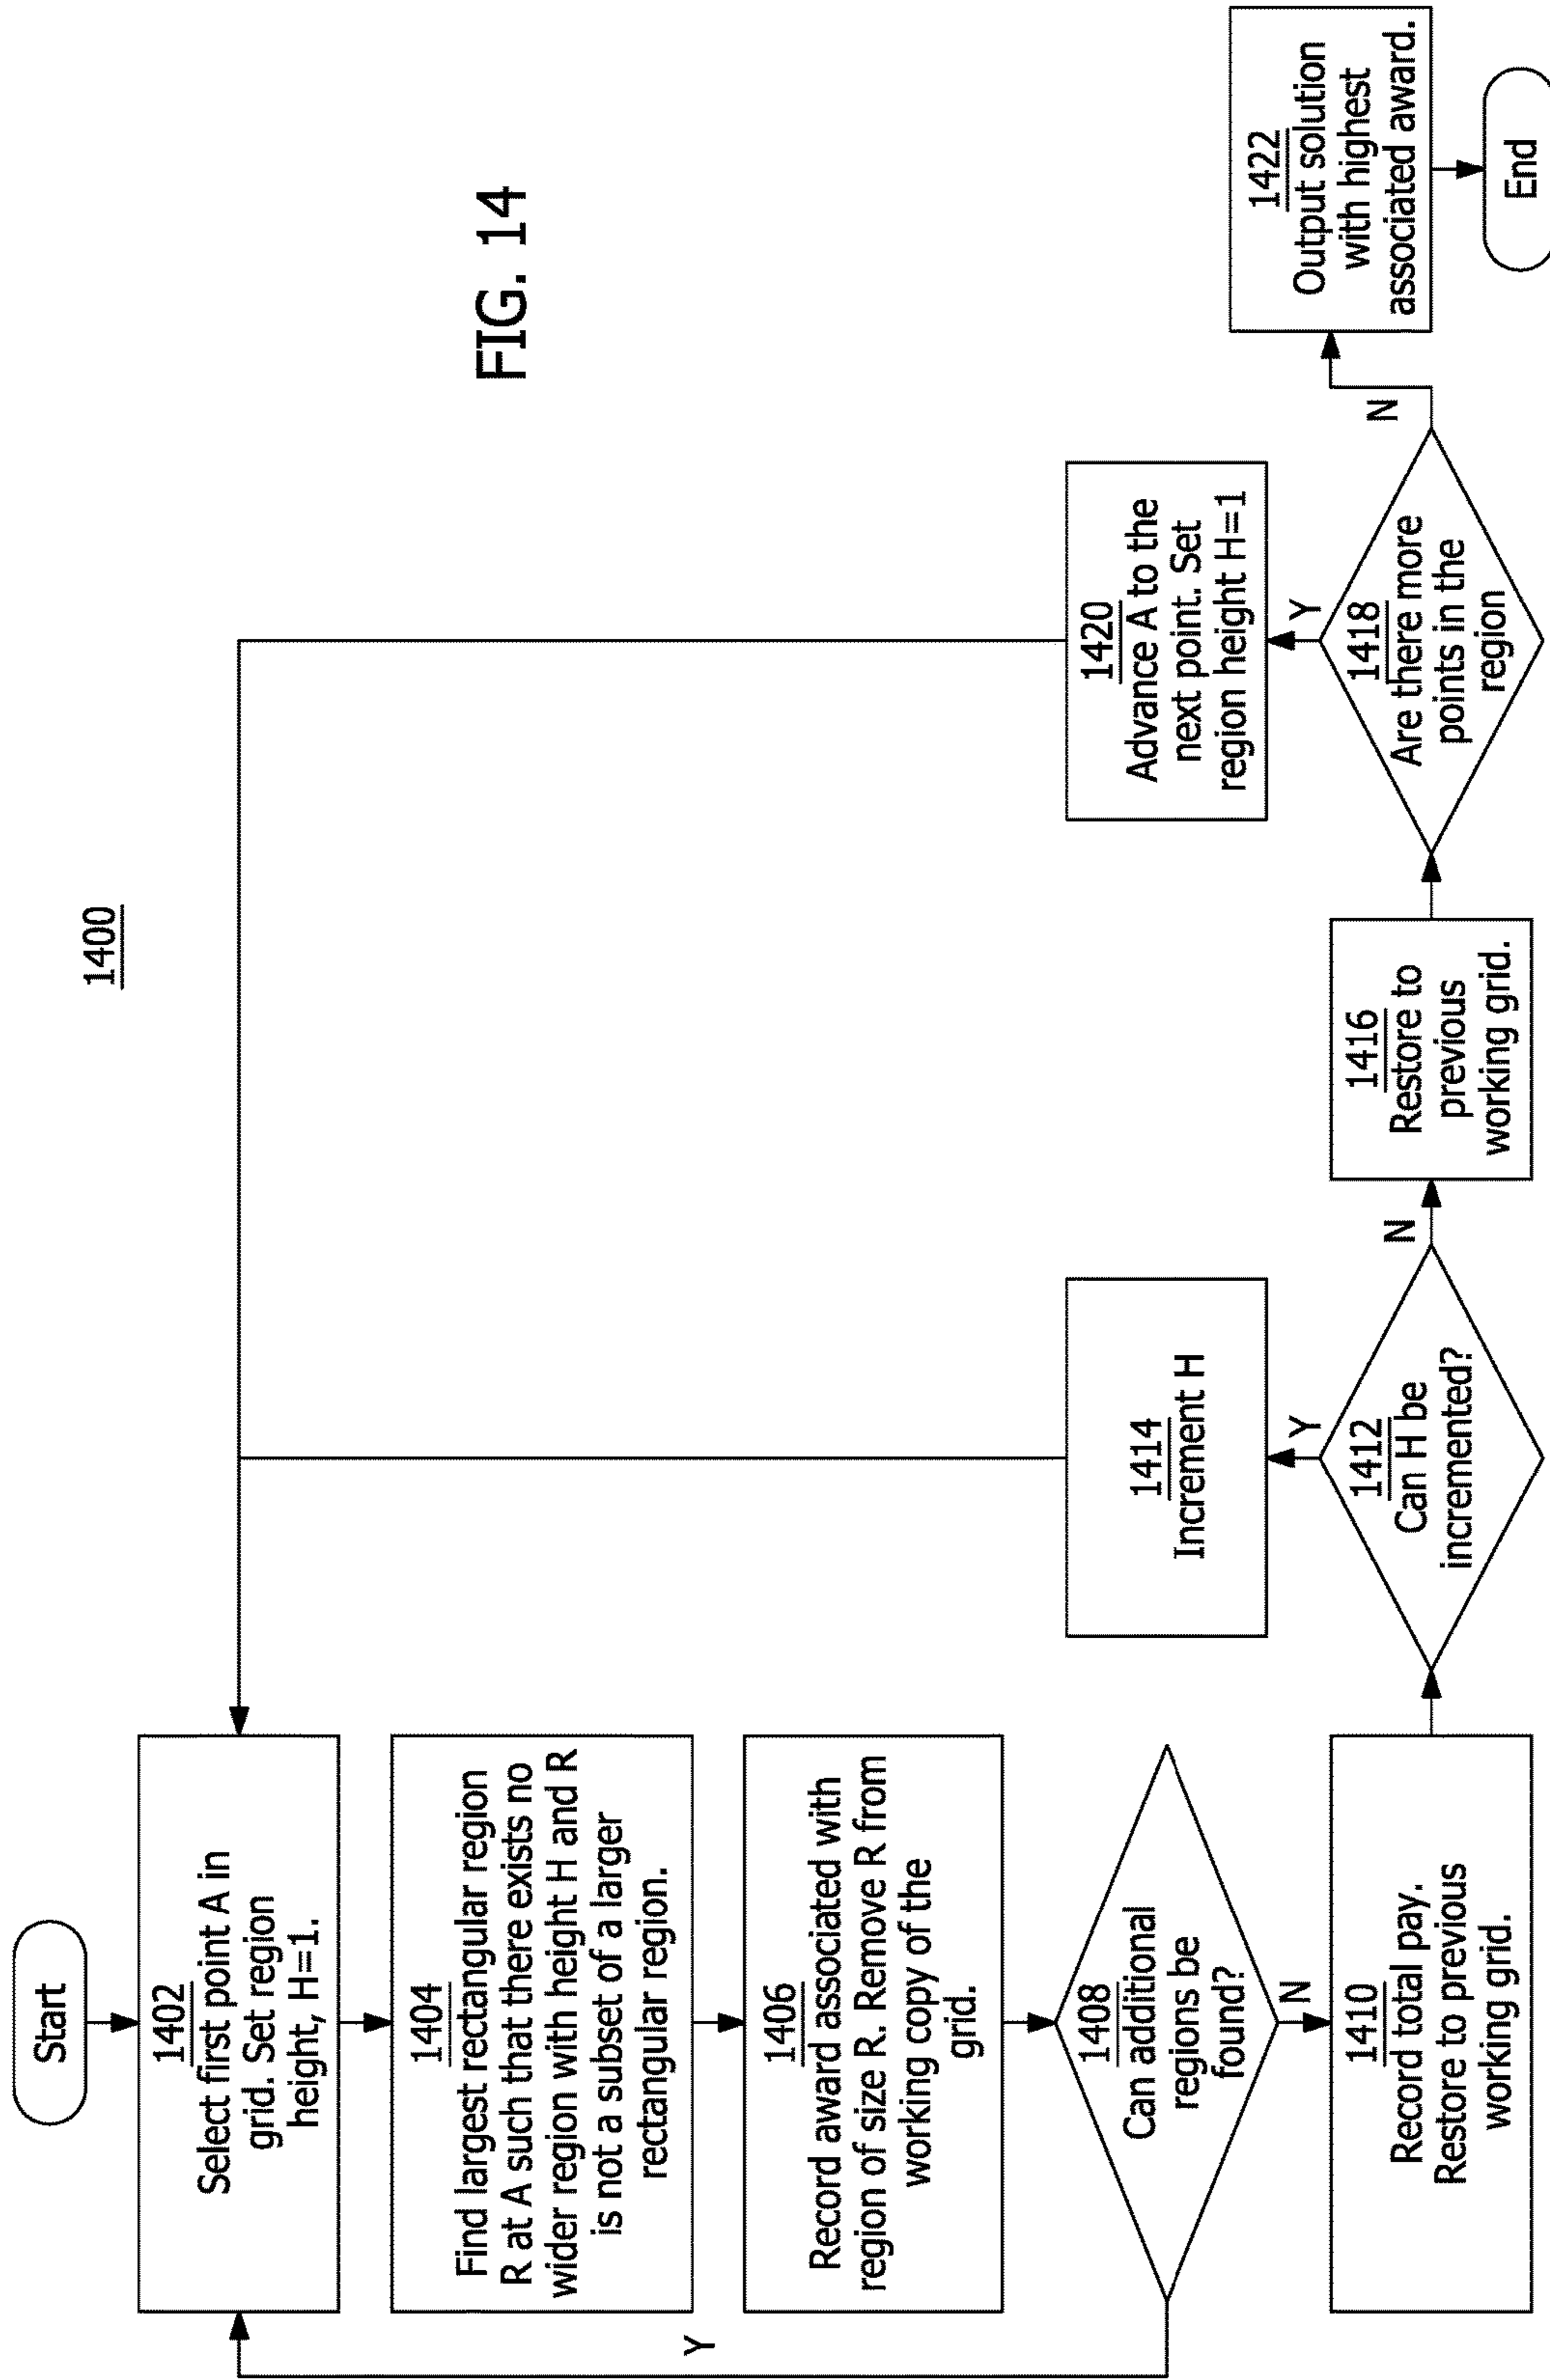 1400
FIG. 14
Start
1402
Select first point A in
grid. Set region
height, H=1.
1404
Find largest rectangular region
R at A such that there exists no
wider region with height H and R
is not a subset of a larger
rectangular region.
1406
Record award associated with
region of size R. Remove R from
working copy of the
grid.
1408
Can additional
regions be
found?
Y
N
1410
Record total pay.
Restore to previous
working grid.
1412
Can H be
incremented?
Y
N
1414
Increment H
1416
Restore to
previous
working grid.
1418
Are there more
points in the
region
Y
N
1420
Advance A to the
next point. Set
region height H=1
1422
Output solution
with highest
associated award.
End